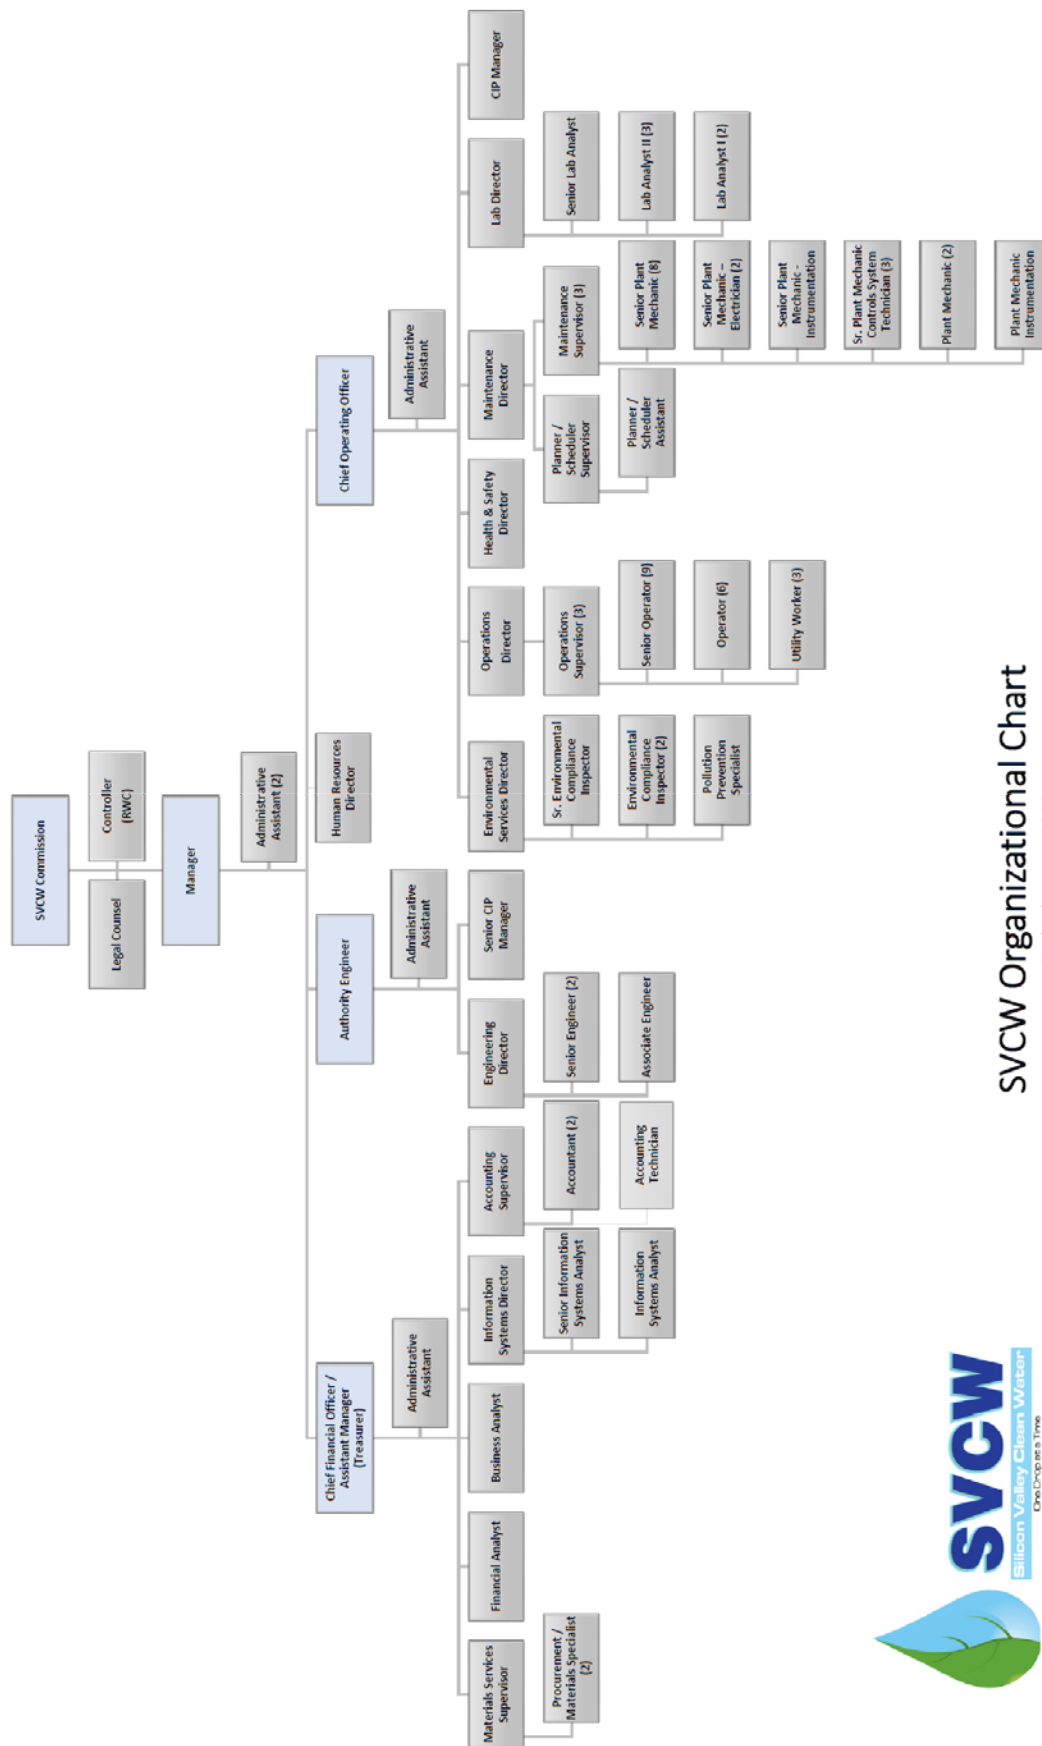 SVCW Commission
Legal Counsel
Controller
(RWC)
Manager
Administrative
Assistant (2)
Chief Financial Officer /
Assistant Manager
(Treasurer)
Authority Engineer
Human Resources
Director
Chief Operating Officer
Administrative
Assistant
Administrative
Assistant
Administrative
Assistant
Materials Services
Supervisor
Financial Analyst
Business Analyst
Information
Systems Director
Accounting
Supervisor
Engineering
Director
Senior CIP
Manager
Environmental
Services Director
Operations
Director
Health & Safety
Director
Maintenance
Director
Lab Director
CIP Manager
Procurement /
Materials Specialist
(2)
Senior Information
Systems Analyst
Information
Systems Analyst
Accountant (2)
Accounting
Technician
Senior Engineer (2)
Associate Engineer
Sr. Environmental
Compliance
Inspector
Environmental
Compliance
Inspector (2)
Pollution
Prevention
Specialist
Operations
Supervisor (3)
Senior Operator (9)
Operator (6)
Utility Worker (3)
Planner /
Scheduler
Supervisor
Planner /
Scheduler
Assistant
Maintenance
Supervisor (3)
Senior Plant
Mechanic (8)
Senior Plant
Mechanic –
Electrician (2)
Senior Plant
Mechanic -
Instrumentation
Sr. Plant Mechanic
Controls System
Technician (3)
Plant Mechanic (2)
Plant Mechanic
Instrumentation
Senior Lab Analyst
Lab Analyst II (3)
Lab Analyst I (2)
SVCW
Silicon Valley Clean Water
One Drop at a Time
SVCW Organizational Chart